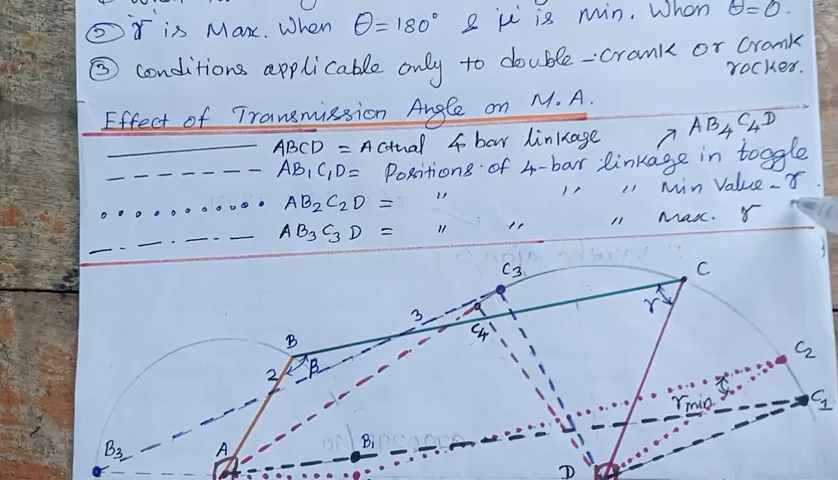 ② γ is Max. When θ=180° & μ is min. When θ=0.
③ conditions applicable only to double-crank or crank
rocker.
Effect of Transmission Angle on M.A.
ABCD = Actual 4 bar linkage ↗ AB4C4D
AB1C1D= Positions of 4-bar linkage in toggle
AB2C2D = " " " Min Value - γ.
AB3C3D = " " " Max. γ
C3
C
B
3
C4
γ
2
β
C2
γmin
C1
B3
A
B1
D